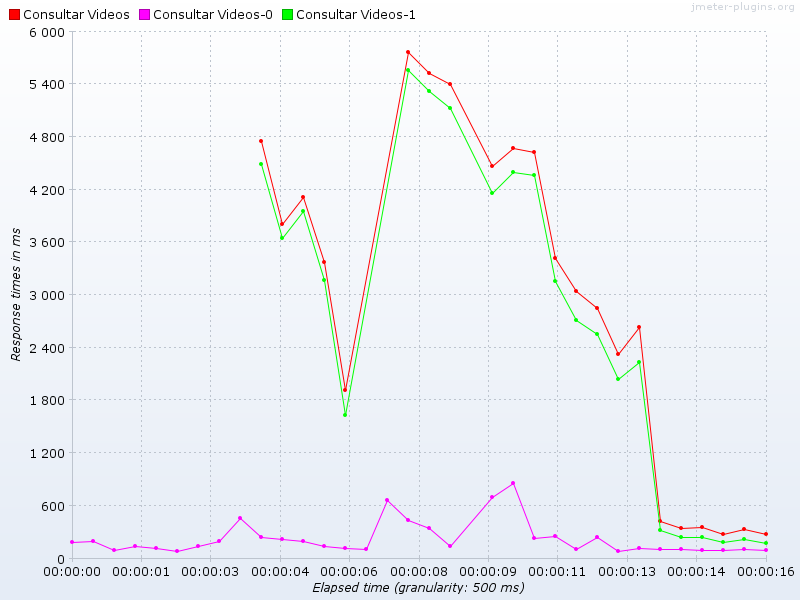 jmeter-plugins.org
Consultar Videos Consultar Videos-0 Consultar Videos-1
6 000
5 400
4 800
4 200
3 600
3 000
2 400
1 800
1 200
600
0
Response times in ms
00:00:00 00:00:01 00:00:03 00:00:04 00:00:06 00:00:08 00:00:09 00:00:11 00:00:13 00:00:14 00:00:16
Elapsed time (granularity: 500 ms)